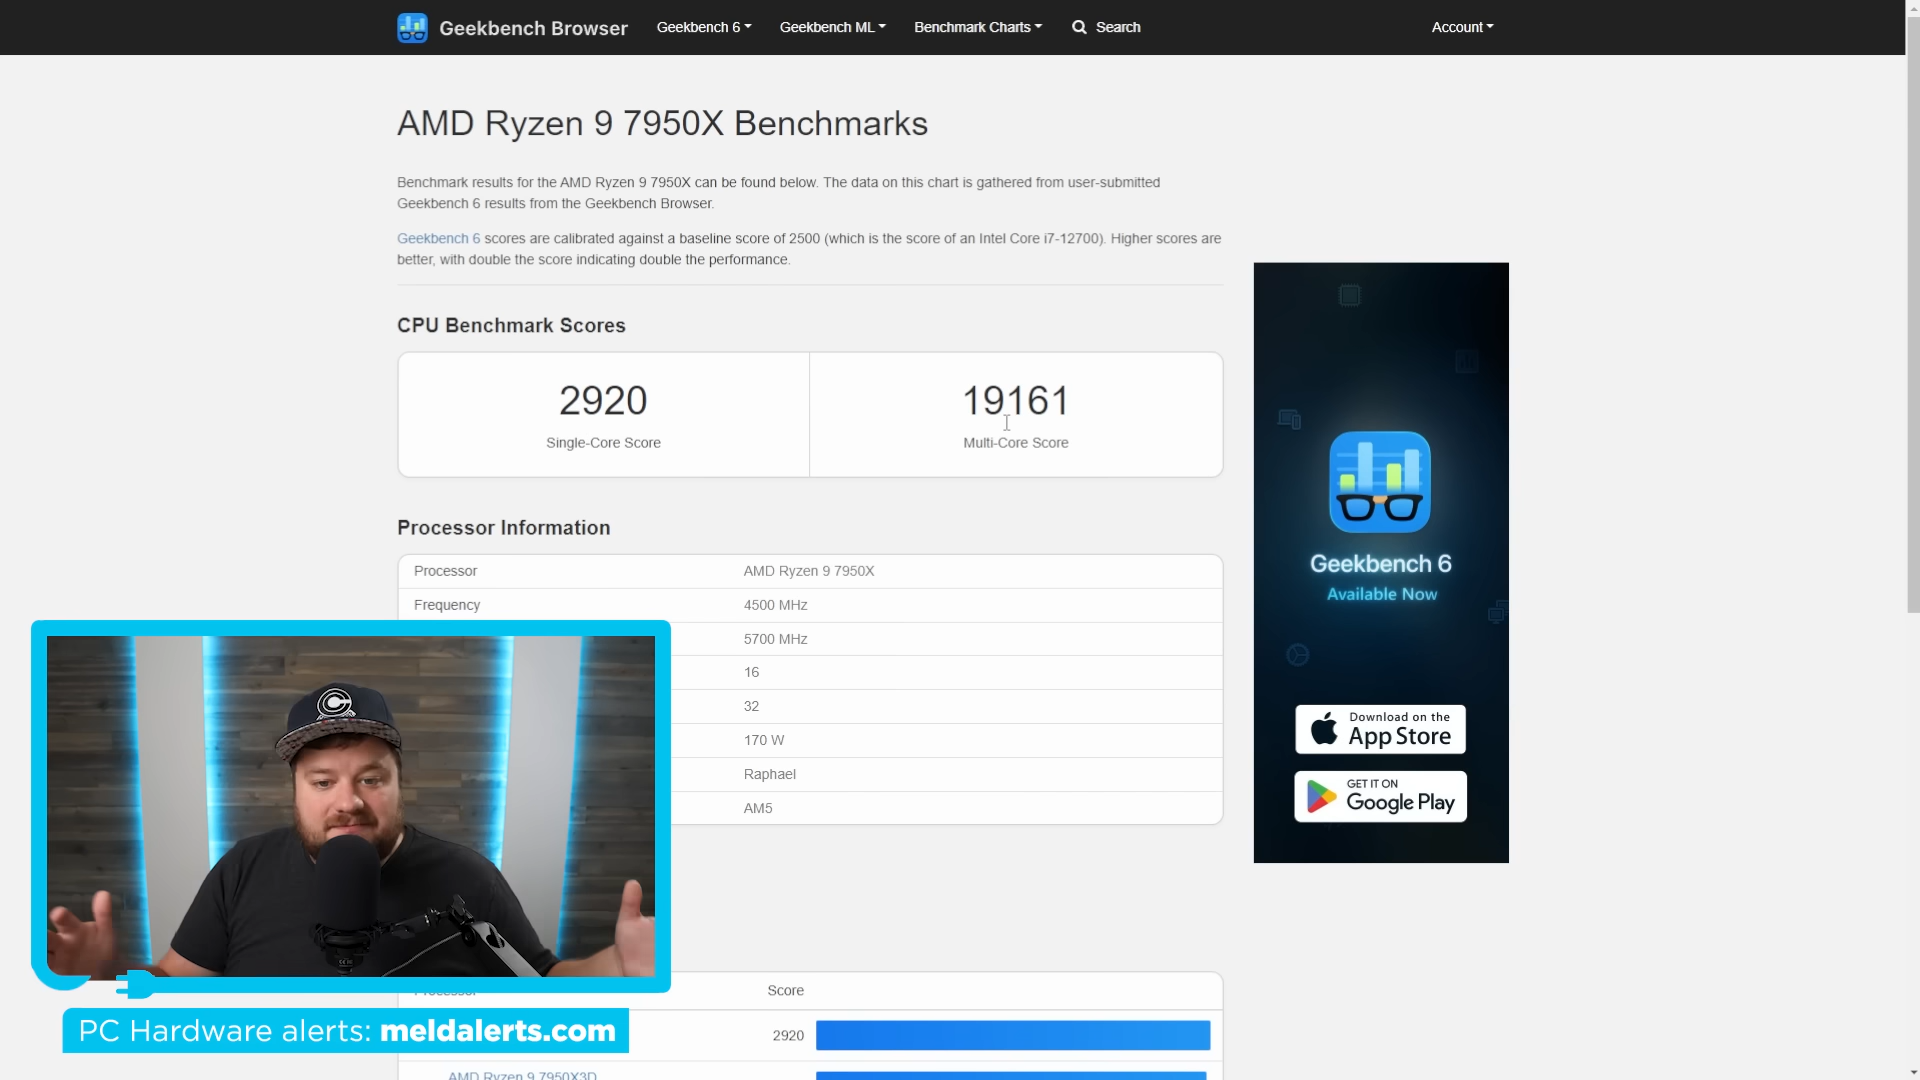 Geekbench Browser
Geekbench 6
Geekbench ML
Benchmark Charts
Search
Account
AMD Ryzen 9 7950X Benchmarks
Benchmark results for the AMD Ryzen 9 7950X can be found below. The data on this chart is gathered from user-submitted
Geekbench 6 results from the Geekbench Browser.
Geekbench 6 scores are calibrated against a baseline score of 2500 (which is the score of an Intel Core i7-12700). Higher scores are
better, with double the score indicating double the performance.
CPU Benchmark Scores
2920
Single-Core Score
19161
Multi-Core Score
Processor Information
Processor AMD Ryzen 9 7950X
Frequency 4500 MHz
5700 MHz
16
32
170 W
Raphael
AM5
Geekbench 6
Available Now
Download on the
App Store
GET IT ON
Google Play
Processor Score
2920
AMD Ryzen 9 7950X3D
PC Hardware alerts: meldalerts.com